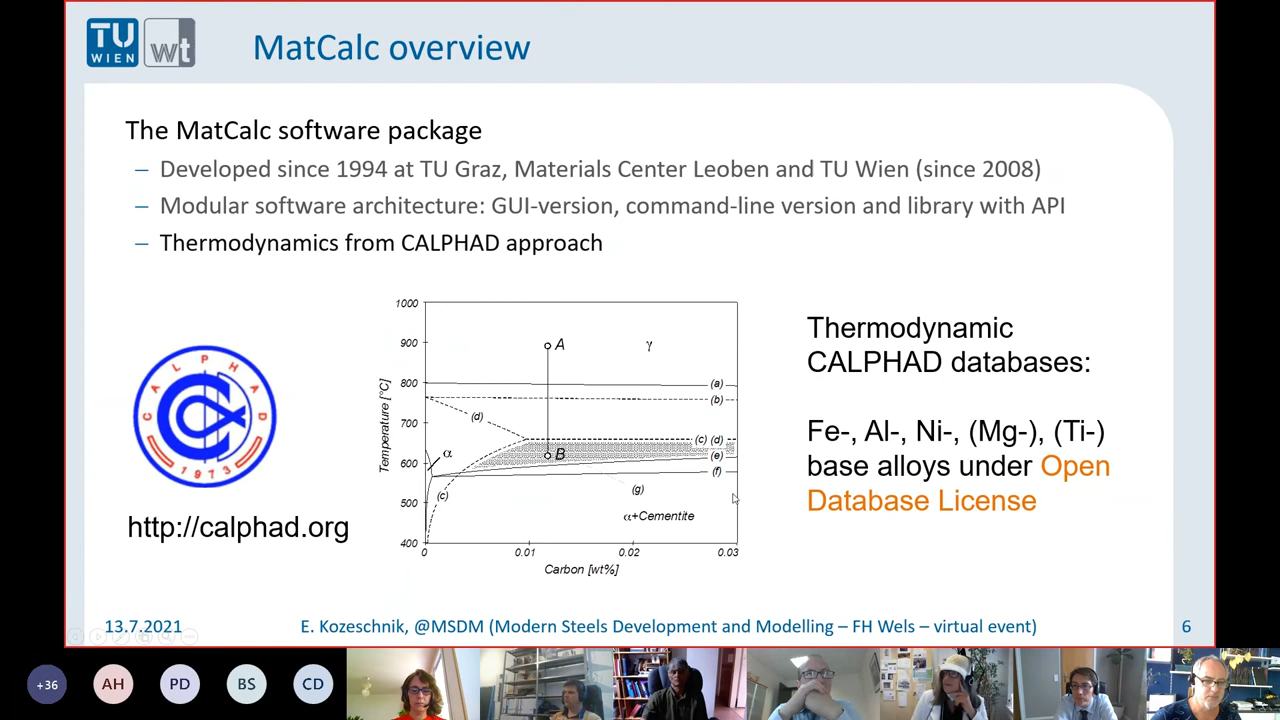 TU
WIEN
wt
MatCalc overview
The MatCalc software package
– Developed since 1994 at TU Graz, Materials Center Leoben and TU Wien (since 2008)
– Modular software architecture: GUI-version, command-line version and library with API
– Thermodynamics from CALPHAD approach
CALPHAD
1973
http://calphad.org
Temperature [°C]
1000
900
800
700
600
500
400
A
γ
(a)
(b)
(d)
(c) (d)
α
B
(e)
(f)
(c)
(g)
α+Cementite
0
0.01
0.02
0.03
Carbon [wt%]
Thermodynamic
CALPHAD databases:
Fe-, Al-, Ni-, (Mg-), (Ti-)
base alloys under Open
Database License
13.7.2021
E. Kozeschnik, @MSDM (Modern Steels Development and Modelling – FH Wels – virtual event)
6
+36
AH
PD
BS
CD